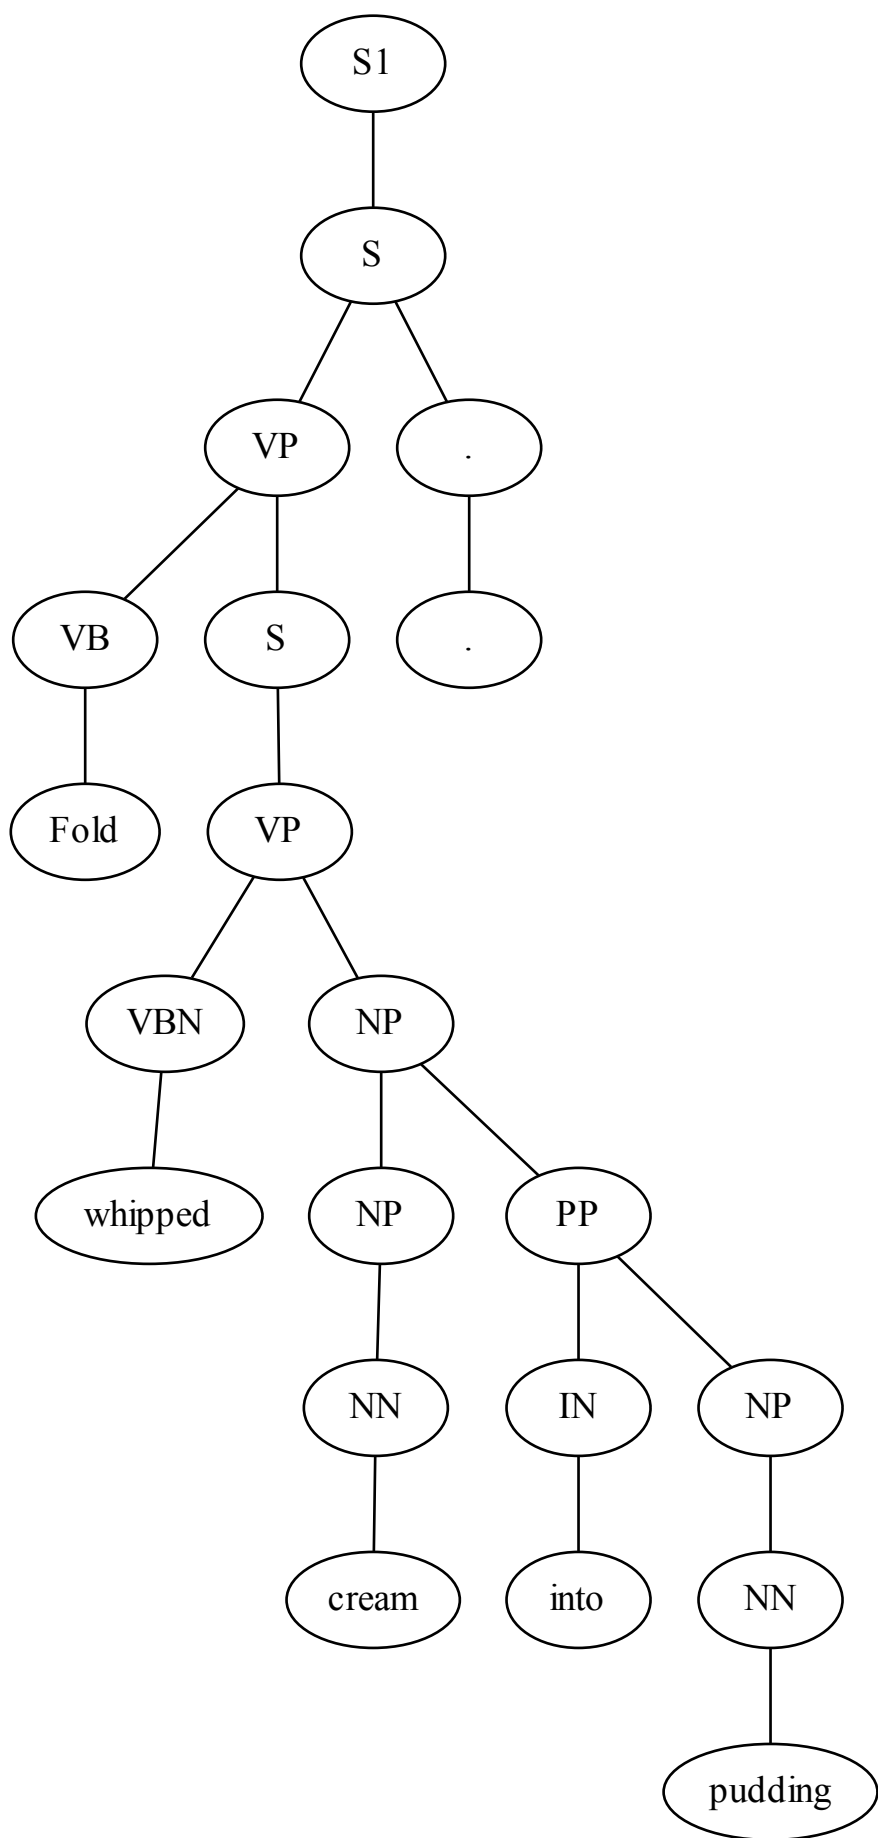 S1
S
VP .
VB S .
Fold VP
VBN NP
whipped NP PP
NN IN NP
cream into NN
pudding